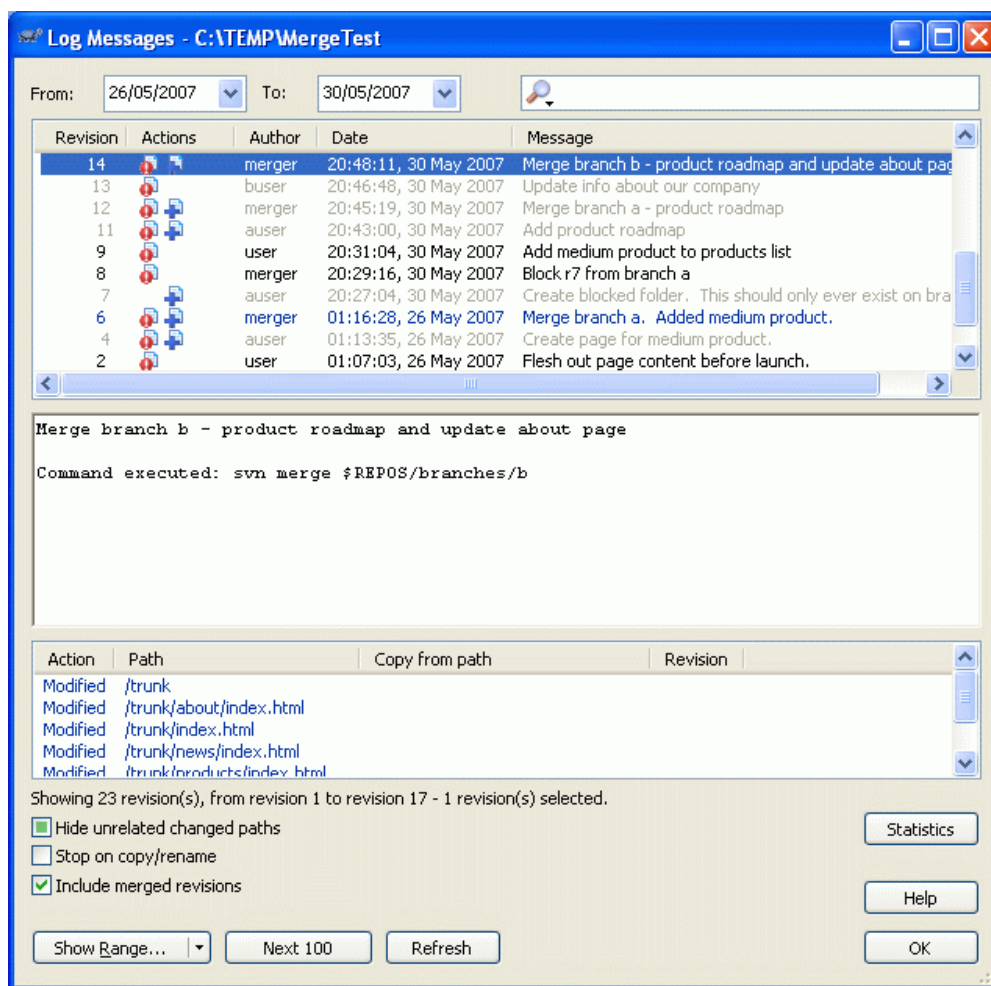 Log Messages - C:\TEMP\MergeTest
From: 26/05/2007 To: 30/05/2007
Revision Actions Author Date Message
14 merger 20:48:11, 30 May 2007 Merge branch b - product roadmap and update about pag
13 buser 20:46:48, 30 May 2007 Update info about our company
12 merger 20:45:19, 30 May 2007 Merge branch a - product roadmap
11 auser 20:43:00, 30 May 2007 Add product roadmap
9 user 20:31:04, 30 May 2007 Add medium product to products list
8 merger 20:29:16, 30 May 2007 Block r7 from branch a
7 auser 20:27:04, 30 May 2007 Create blocked folder. This should only ever exist on bra
6 merger 01:16:28, 26 May 2007 Merge branch a. Added medium product.
4 auser 01:13:35, 26 May 2007 Create page for medium product.
2 user 01:07:03, 26 May 2007 Flesh out page content before launch.
Merge branch b - product roadmap and update about page
Command executed: svn merge $REPOS/branches/b
Action Path Copy from path Revision
Modified /trunk
Modified /trunk/about/index.html
Modified /trunk/index.html
Modified /trunk/news/index.html
Modified /trunk/products/index.html
Showing 23 revision(s), from revision 1 to revision 17 - 1 revision(s) selected.
Hide unrelated changed paths
Statistics
Stop on copy/rename
Include merged revisions
Help
Show Range... Next 100 Refresh OK